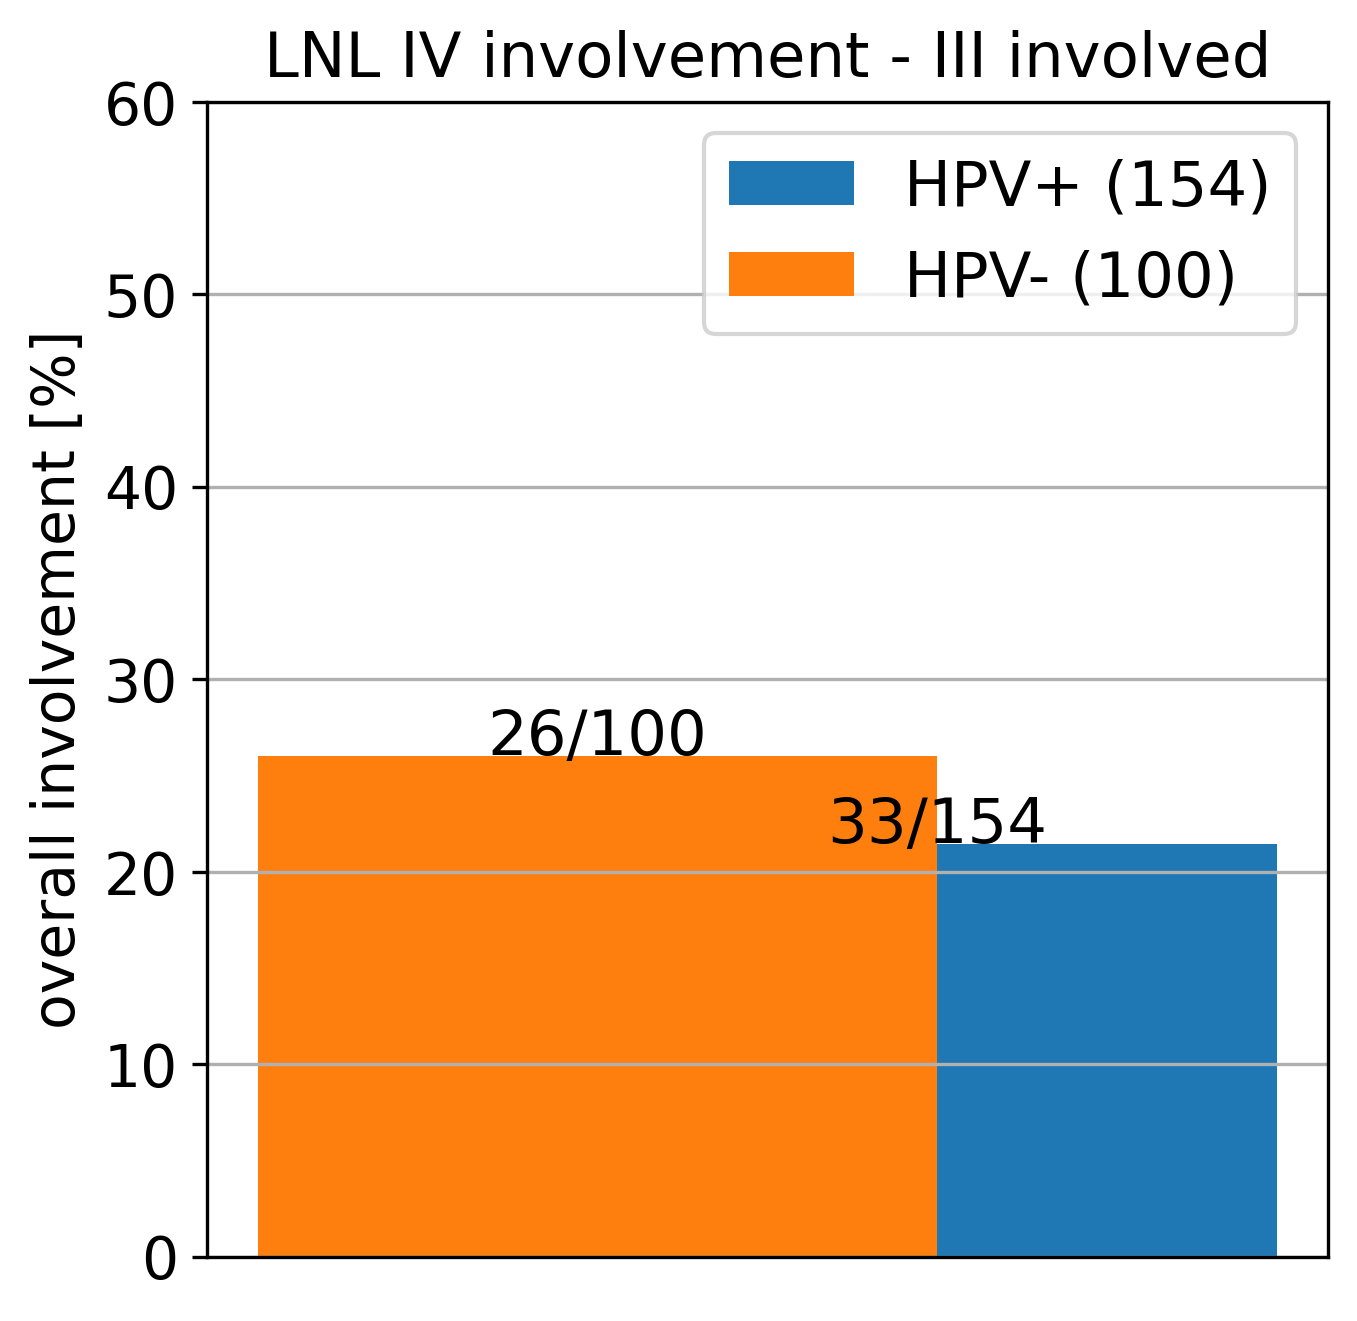 LNL IV involvement - III involved
60
50
40
30
20
10
0
overall involvement [%]
HPV+ (154)
HPV- (100)
26/100
33/154